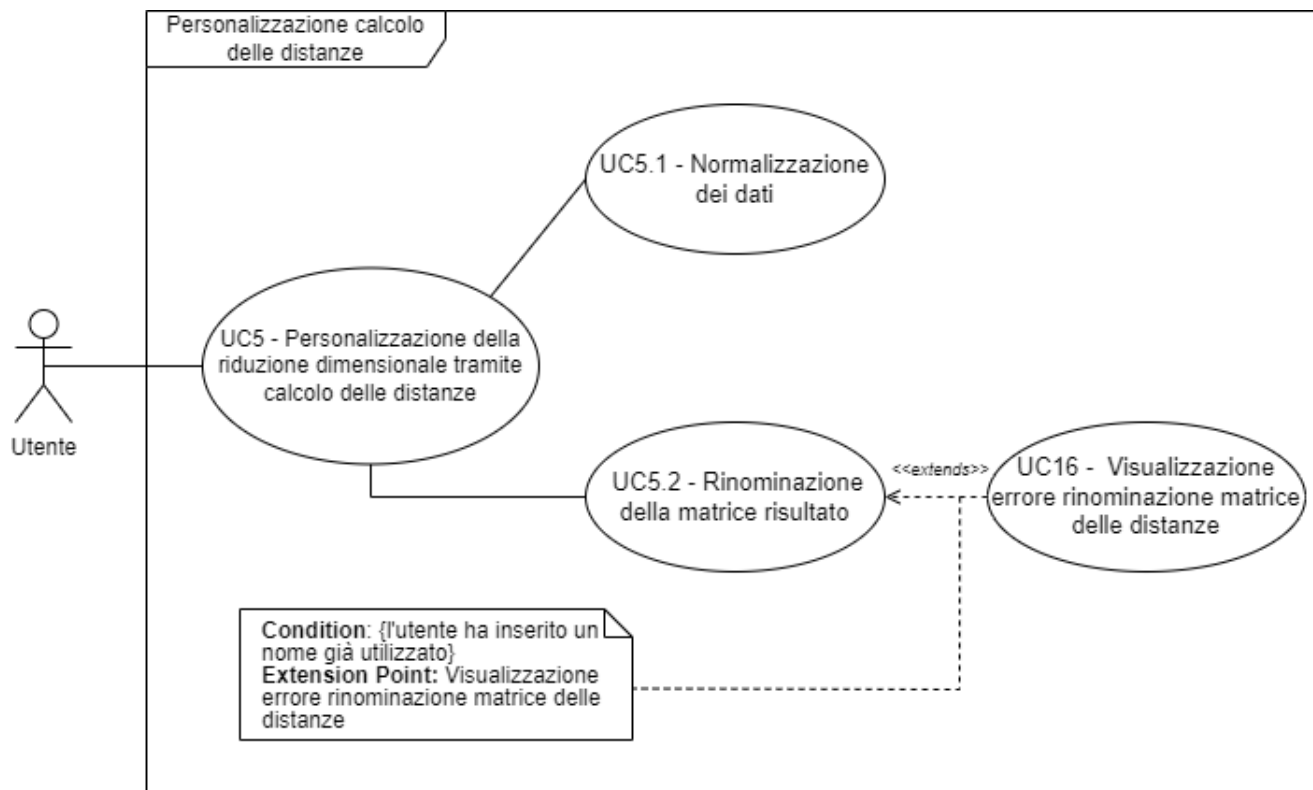 Personalizzazione calcolo
delle distanze
UC5.1 - Normalizzazione
dei dati
UC5 - Personalizzazione della
riduzione dimensionale tramite
calcolo delle distanze
Utente
UC5.2 - Rinominazione
della matrice risultato
<<extends>>
UC16 - Visualizzazione
errore rinominazione matrice
delle distanze
Condition: {l'utente ha inserito un
nome già utilizzato}
Extension Point: Visualizzazione
errore rinominazione matrice delle
distanze